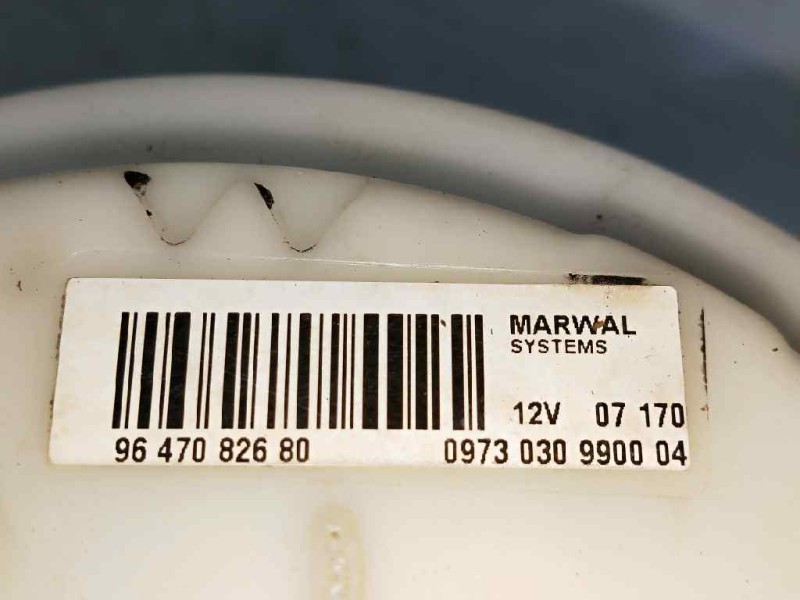 MARWAL
SYSTEMS
12V 07 170
96 470 826 80
0973 030 9900 04